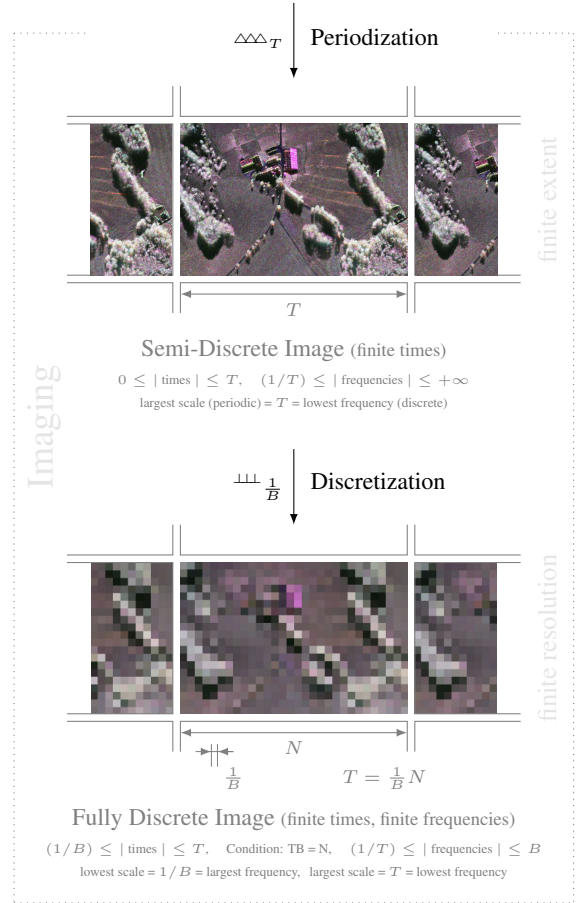 △△△ T Periodization
finite extent
T
Semi-Discrete Image (finite times)
0 ≤ | times | ≤ T, (1/T) ≤ | frequencies | ≤ +∞
largest scale (periodic) = T = lowest frequency (discrete)
Imaging
⊥⊥⊥ 1/B Discretization
finite resolution
N
1/B T = 1/B N
Fully Discrete Image (finite times, finite frequencies)
(1/B) ≤ | times | ≤ T, Condition: TB = N, (1/T) ≤ | frequencies | ≤ B
lowest scale = 1/B = largest frequency, largest scale = T = lowest frequency